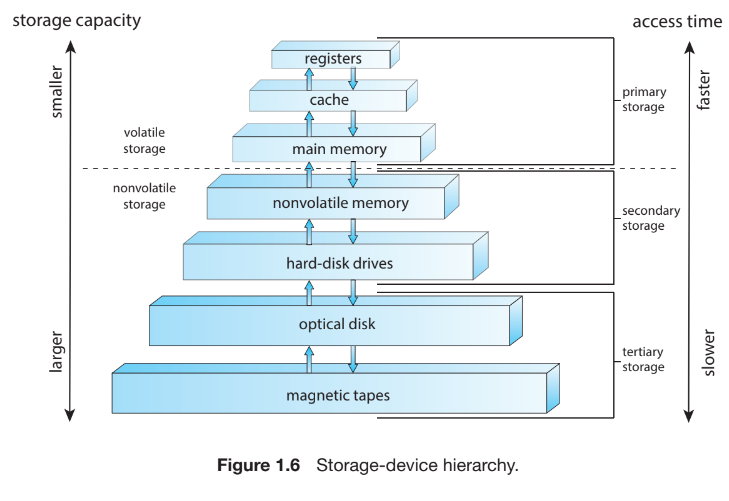 storage capacity
access time
smaller
faster
registers
cache
primary
storage
volatile
storage
main memory
nonvolatile
storage
nonvolatile memory
secondary
storage
hard-disk drives
optical disk
larger
slower
tertiary
storage
magnetic tapes
Figure 1.6 Storage-device hierarchy.